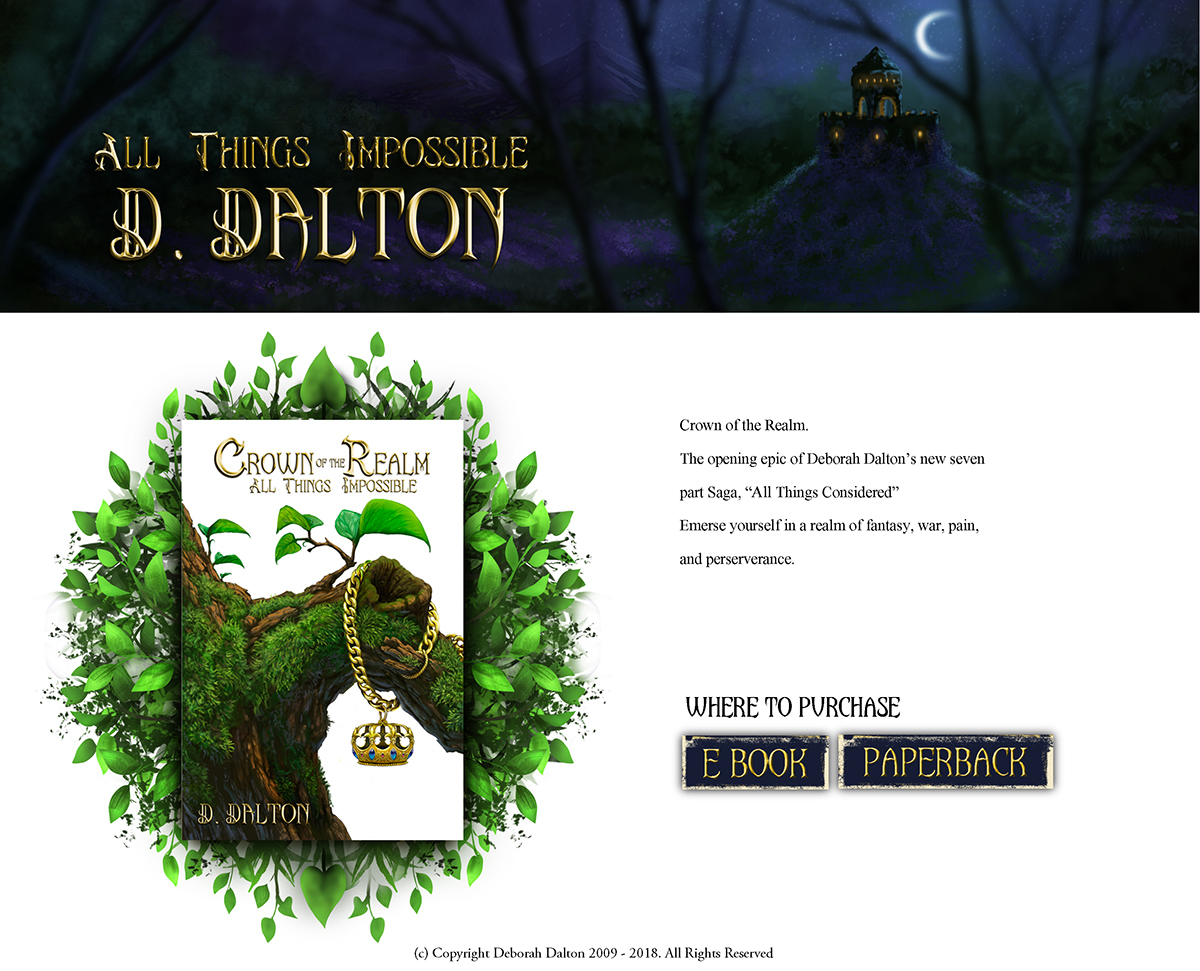 All Things Impossible
D. Dalton
Crown of the Realm
All Things Impossible
D. Dalton
Crown of the Realm.
The opening epic of Deborah Dalton’s new seven
part Saga, “All Things Considered”
Emerse yourself in a realm of fantasy, war, pain,
and perserverance.
WHERE TO PURCHASE
E BOOK
PAPERBACK
(c) Copyright Deborah Dalton 2009 - 2018. All Rights Reserved